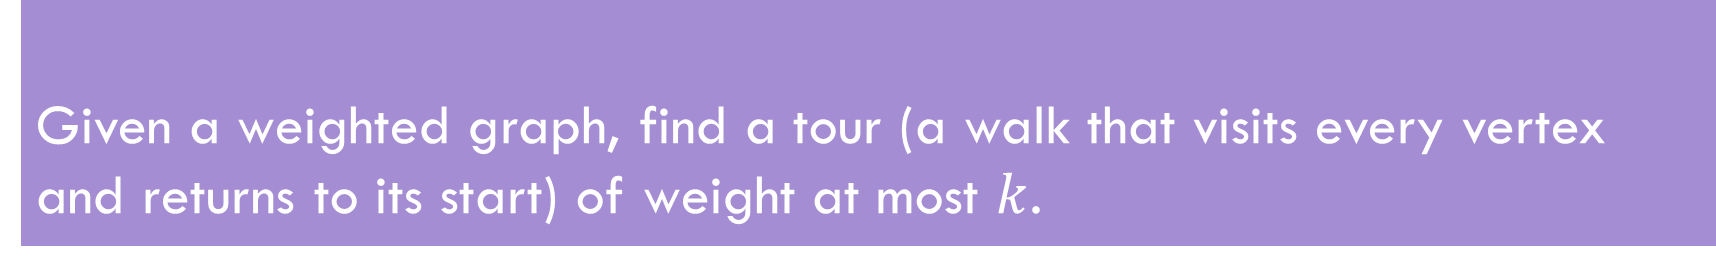 Given a weighted graph, find a tour (a walk that visits every vertex
and returns to its start) of weight at most k.